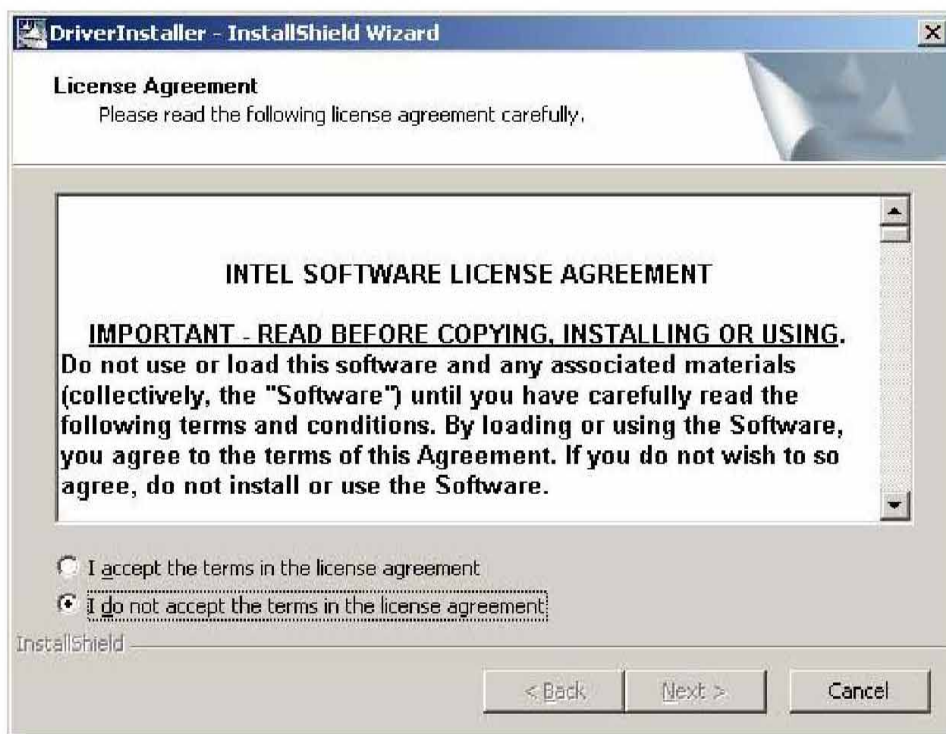 DriverInstaller - InstallShield Wizard
License Agreement
Please read the following license agreement carefully.
INTEL SOFTWARE LICENSE AGREEMENT
IMPORTANT - READ BEFORE COPYING, INSTALLING OR USING.
Do not use or load this software and any associated materials
(collectively, the "Software") until you have carefully read the
following terms and conditions. By loading or using the Software,
you agree to the terms of this Agreement. If you do not wish to so
agree, do not install or use the Software.
I accept the terms in the license agreement
I do not accept the terms in the license agreement
InstallShield
< Back
Next >
Cancel